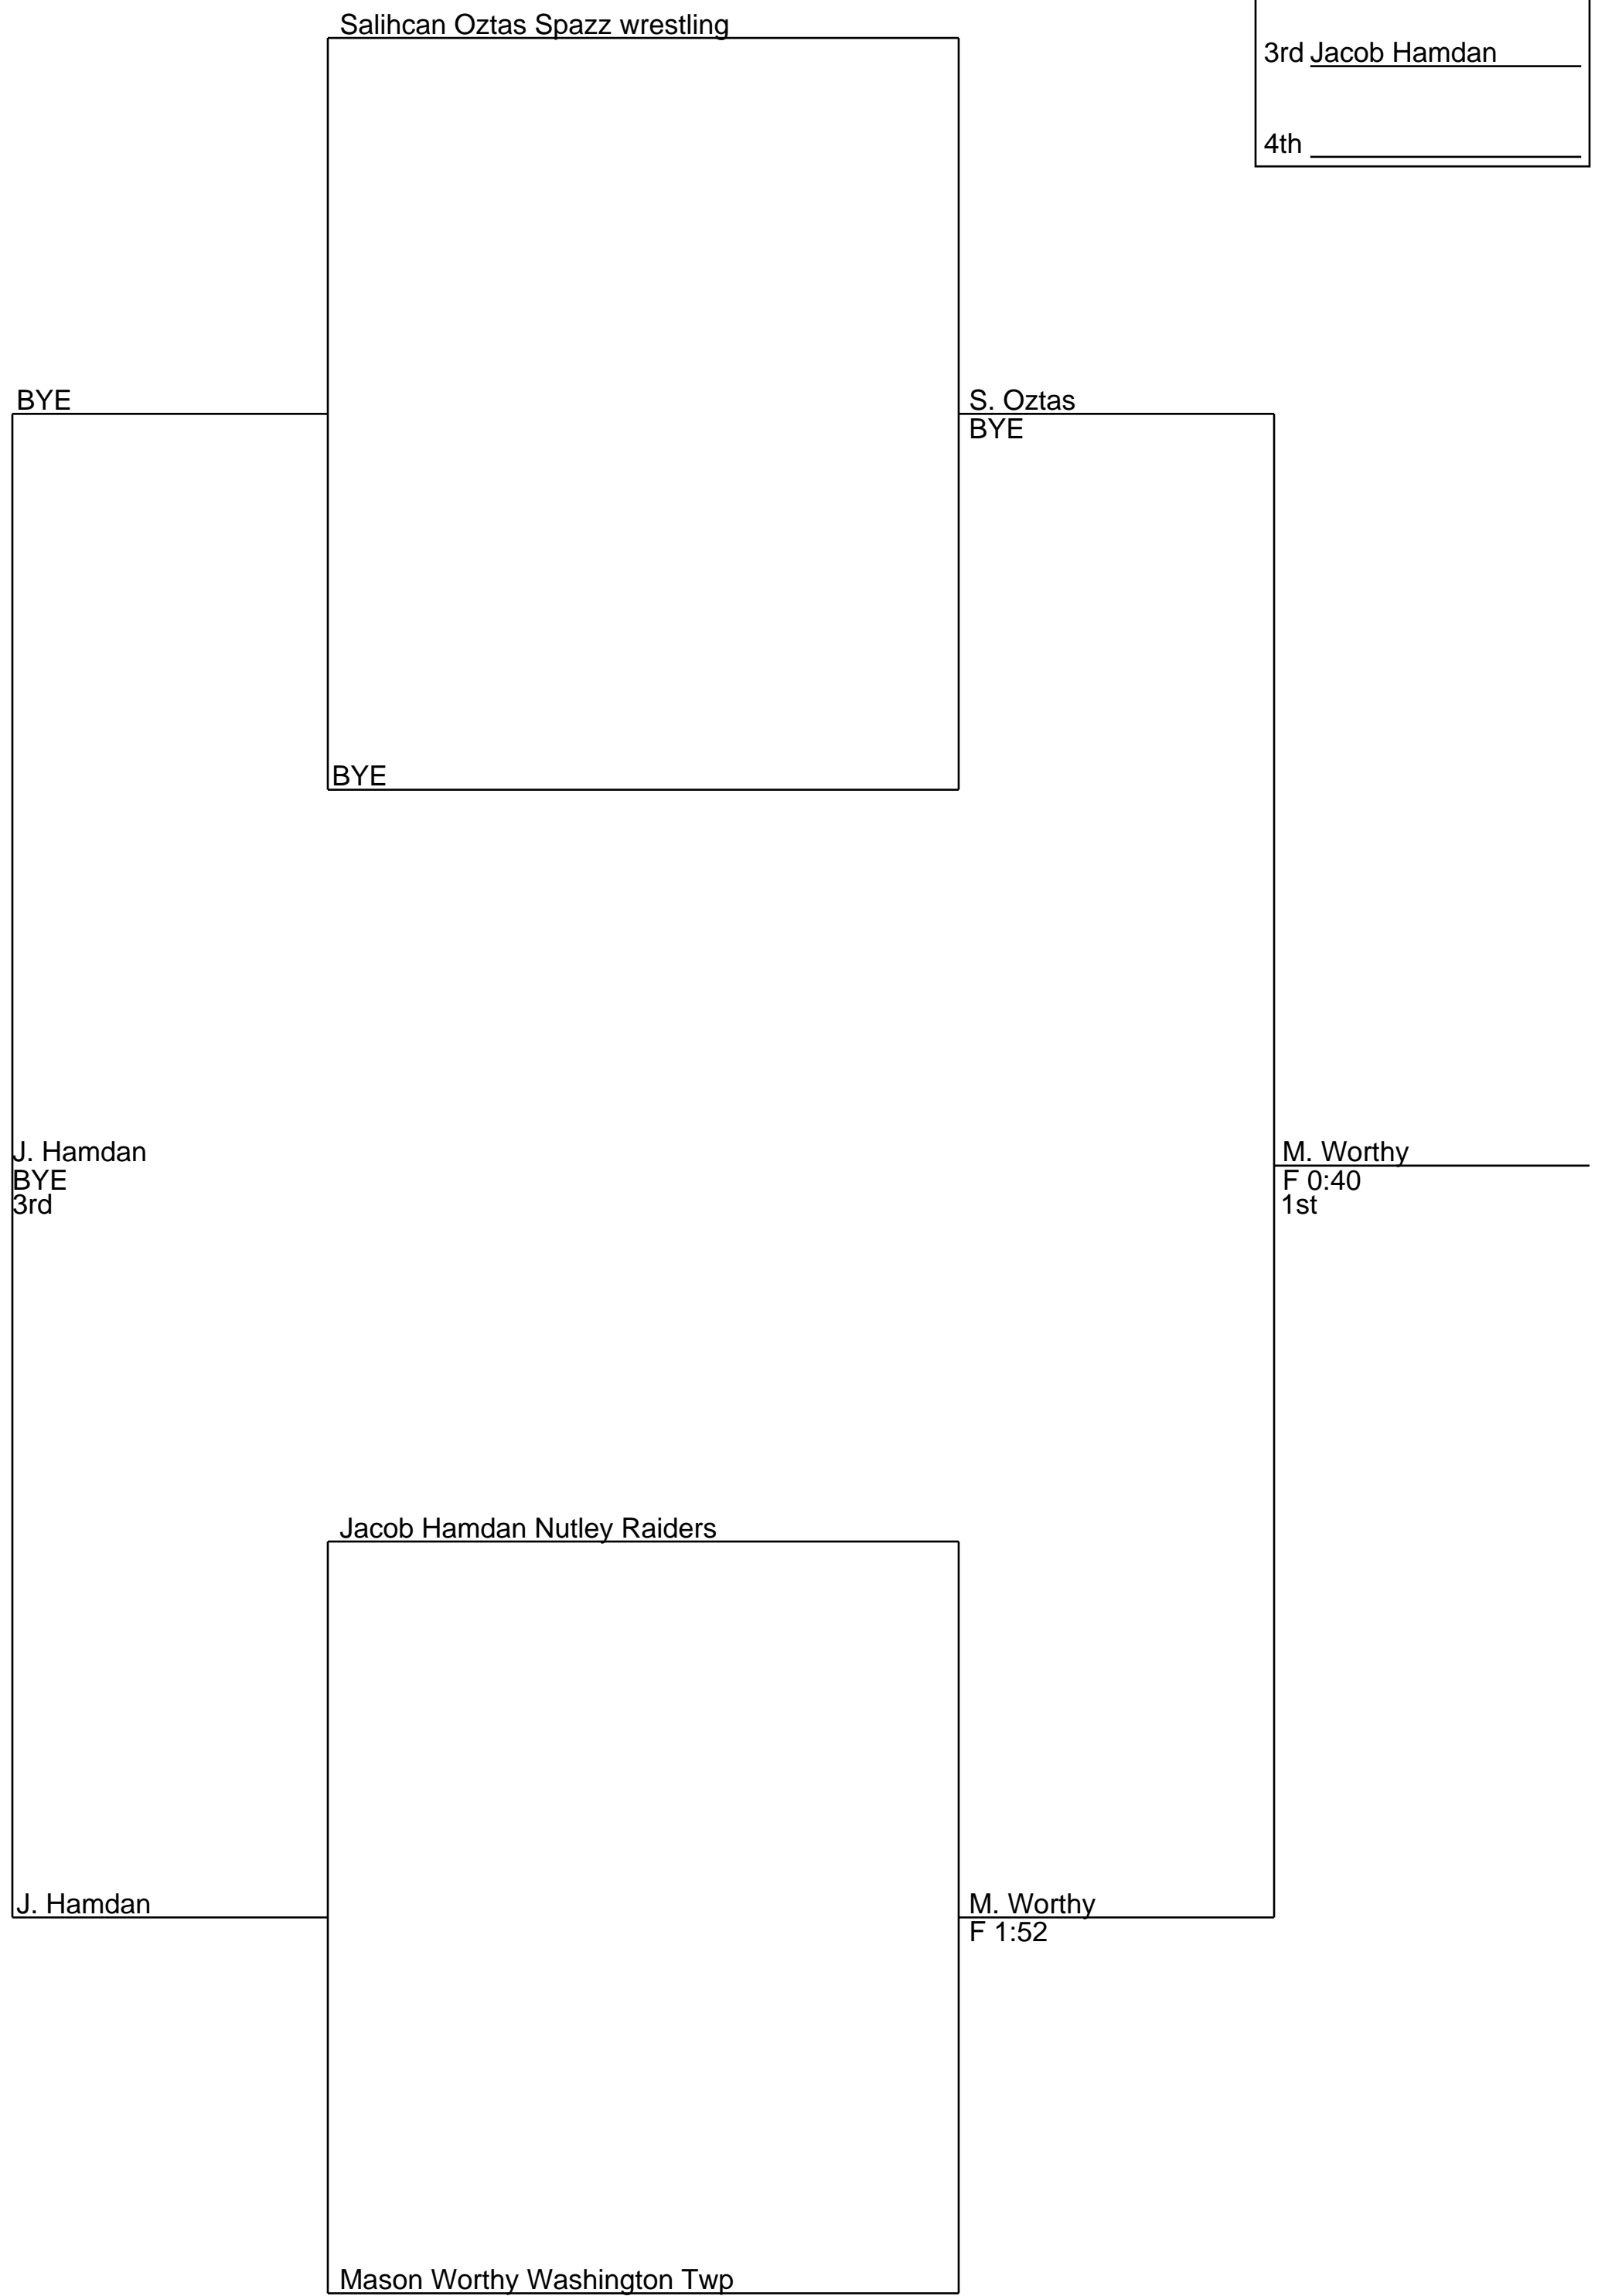 Salihcan Oztas Spazz wrestling
3rd Jacob Hamdan
4th
BYE
S. Oztas
BYE
BYE
J. Hamdan
BYE
3rd
M. Worthy
F 0:40
1st
Jacob Hamdan Nutley Raiders
J. Hamdan
M. Worthy
F 1:52
Mason Worthy Washington Twp